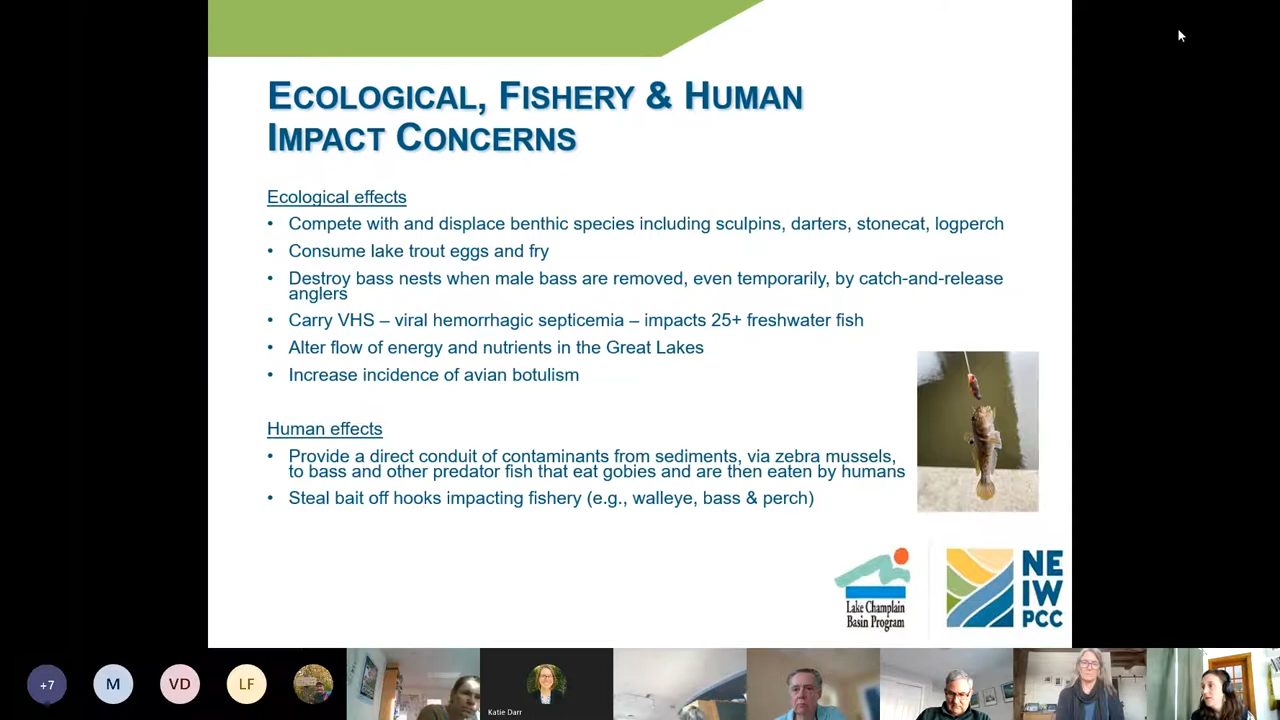 ECOLOGICAL, FISHERY & HUMAN
IMPACT CONCERNS
Ecological effects
• Compete with and displace benthic species including sculpins, darters, stonecat, logperch
• Consume lake trout eggs and fry
• Destroy bass nests when male bass are removed, even temporarily, by catch-and-release
anglers
• Carry VHS – viral hemorrhagic septicemia – impacts 25+ freshwater fish
• Alter flow of energy and nutrients in the Great Lakes
• Increase incidence of avian botulism
Human effects
• Provide a direct conduit of contaminants from sediments, via zebra mussels,
to bass and other predator fish that eat gobies and are then eaten by humans
• Steal bait off hooks impacting fishery (e.g., walleye, bass & perch)
Lake Champlain
Basin Program
NE
IW
PCC
+7
M
VD
LF
Katie Darr